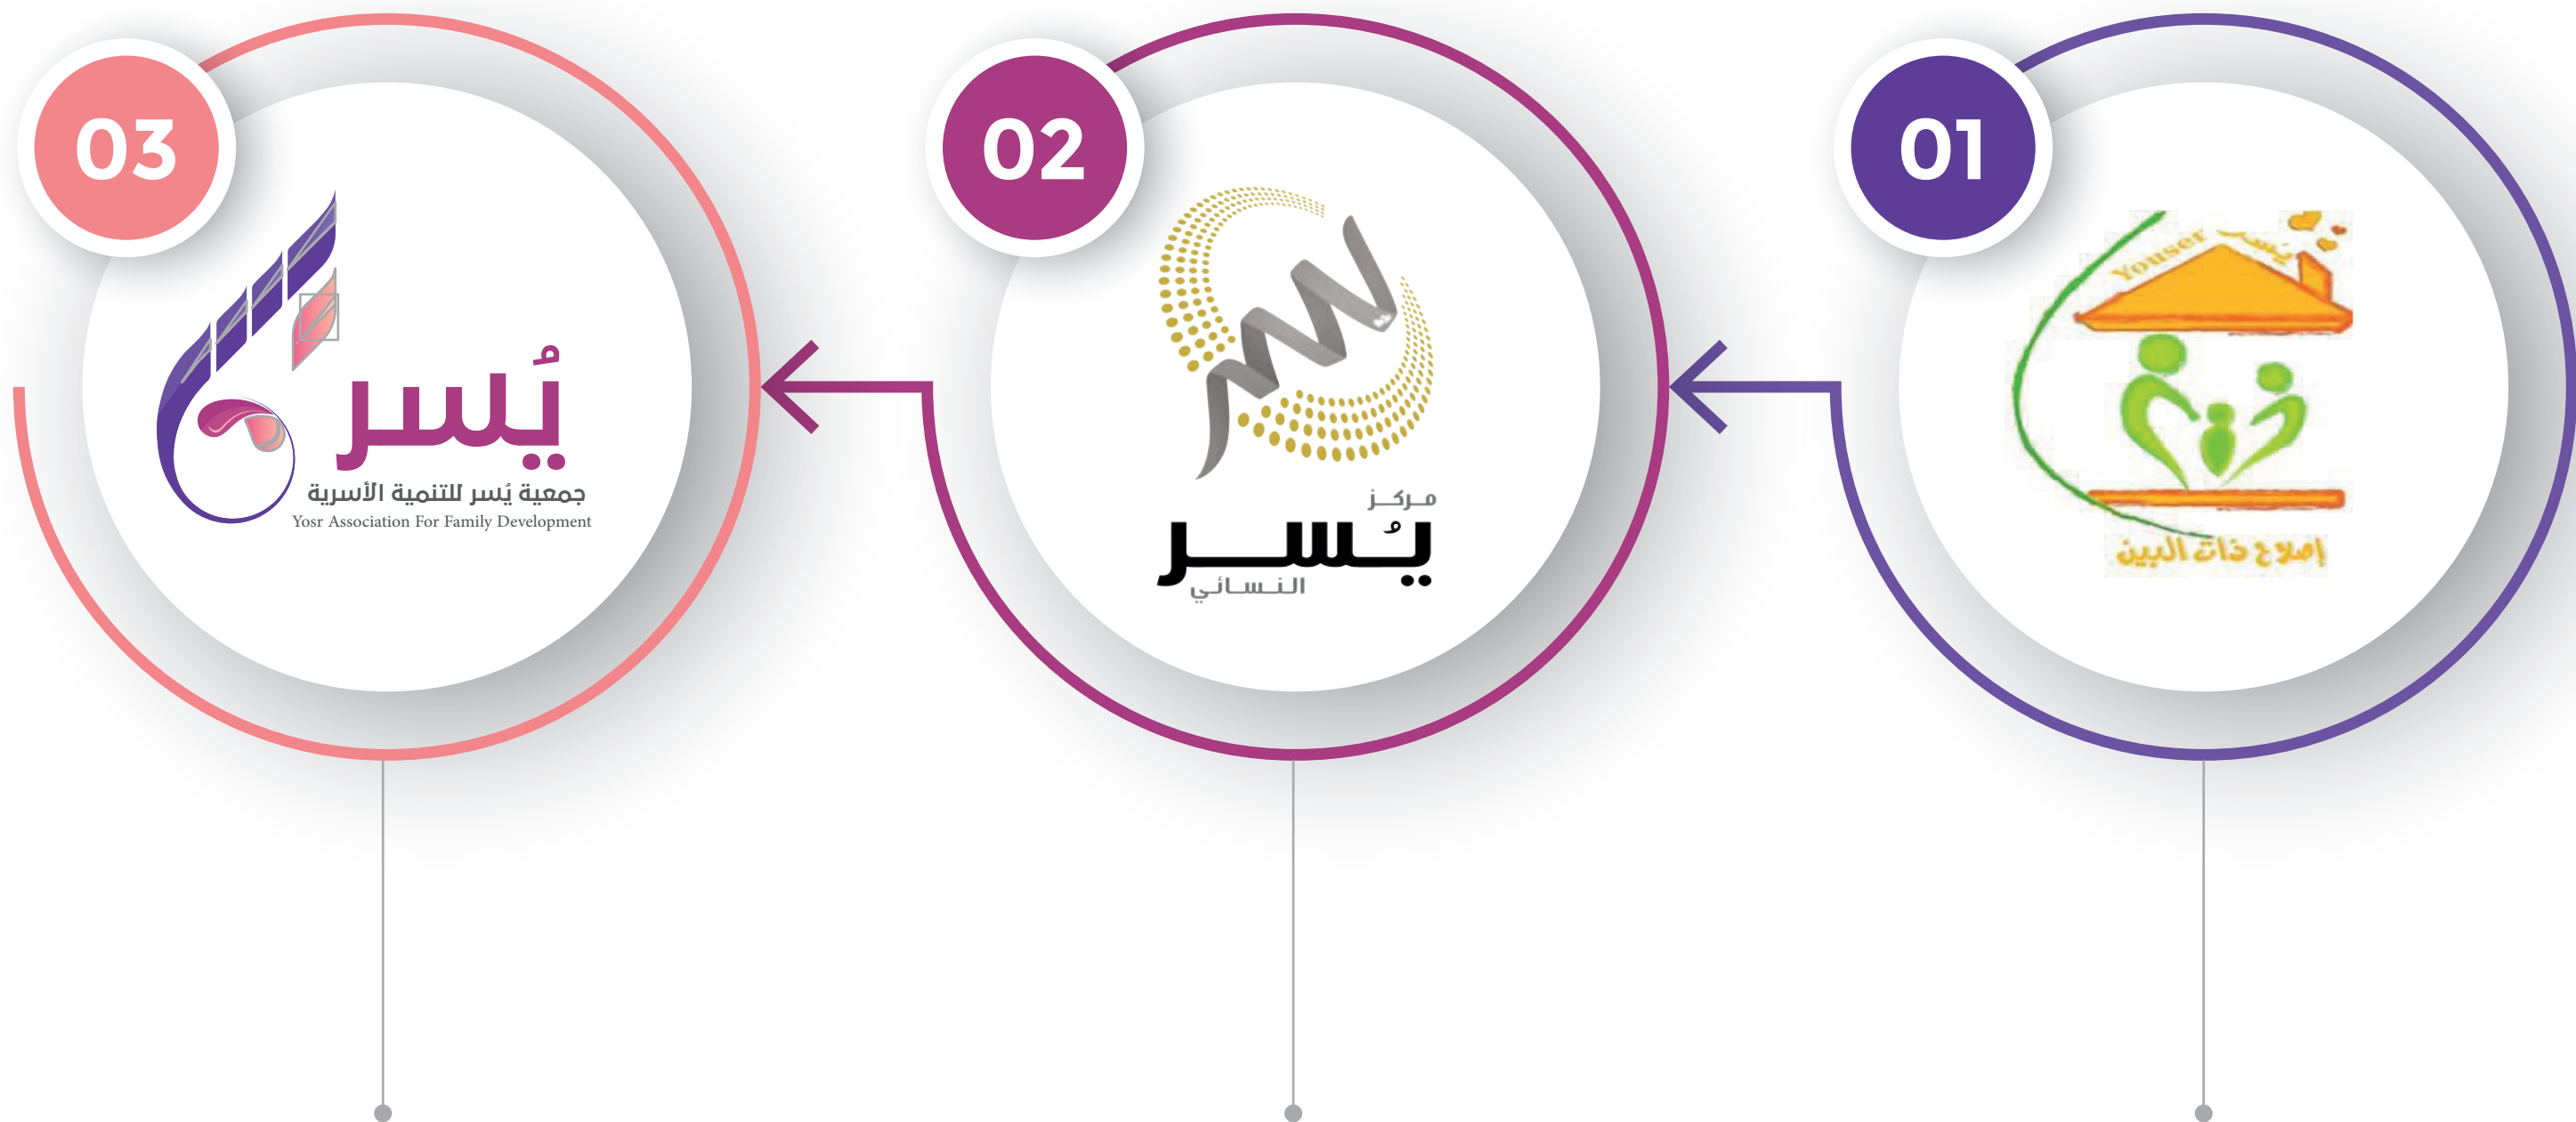 01
Youser يسر
إصلاح ذات البين
02
مركز
يُسر
النسائي
03
يُسر
جمعية يُسر للتنمية الأسرية
Yosr Association For Family Development